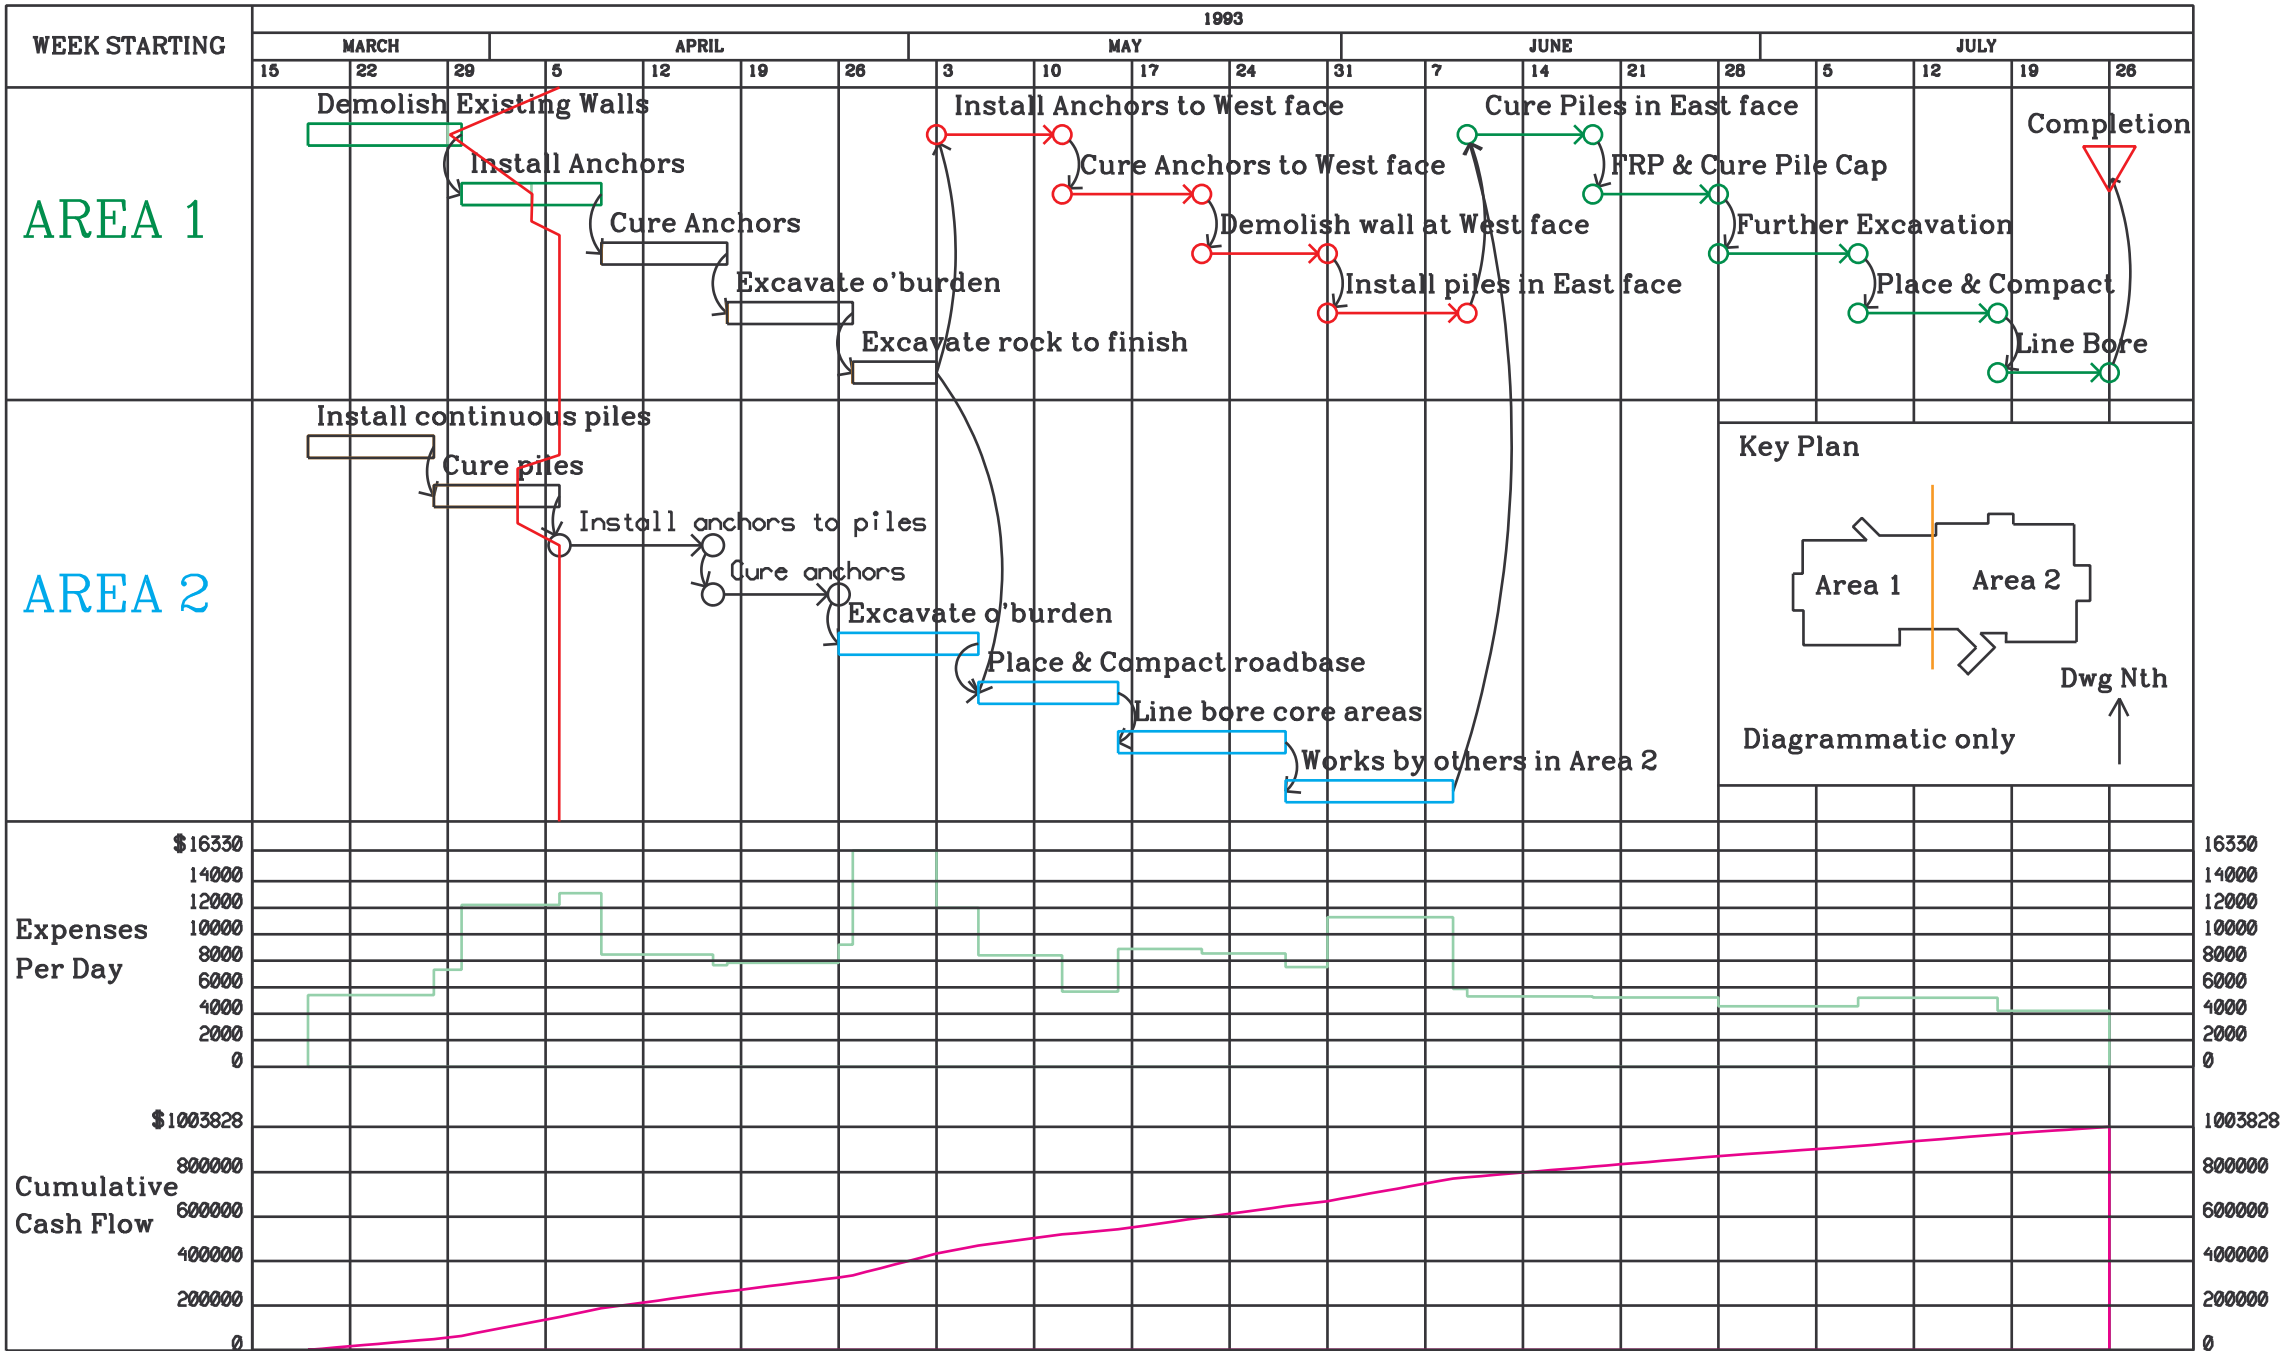 1993
WEEK STARTING
MARCH APRIL MAY JUNE JULY
15 22 29 5 12 19 26 3 10 17 24 31 7 14 21 28 5 12 19 26
AREA 1
Demolish Existing Walls
Install Anchors
Cure Anchors
Excavate o'burden
Excavate rock to finish
Install Anchors to West face
Cure Anchors to West face
Demolish wall at West face
Install piles in East face
Cure Piles in East face
FRP & Cure Pile Cap
Further Excavation
Place & Compact
Line Bore
Completion
AREA 2
Install continuous piles
Cure piles
Install anchors to piles
Cure anchors
Excavate o'burden
Place & Compact roadbase
Line bore core areas
Works by others in Area 2
Key Plan
Area 1
Area 2
Dwg Nth
Diagrammatic only
Expenses
Per Day
$16330
14000
12000
10000
8000
6000
4000
2000
0
16330
14000
12000
10000
8000
6000
4000
2000
0
Cumulative
Cash Flow
$1003828
800000
600000
400000
200000
0
1003828
800000
600000
400000
200000
0